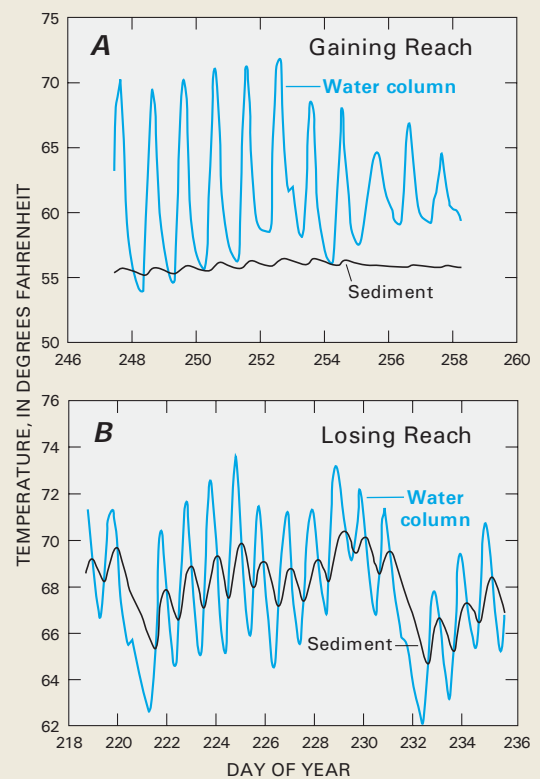 TEMPERATURE, IN DEGREES FAHRENHEIT
A
Gaining Reach
Water column
Sediment
75
70
65
60
55
50
246 248 250 252 254 256 258 260
B
Losing Reach
Water
column
Sediment
76
74
72
70
68
66
64
62
218 220 222 224 226 228 230 232 234 236
DAY OF YEAR